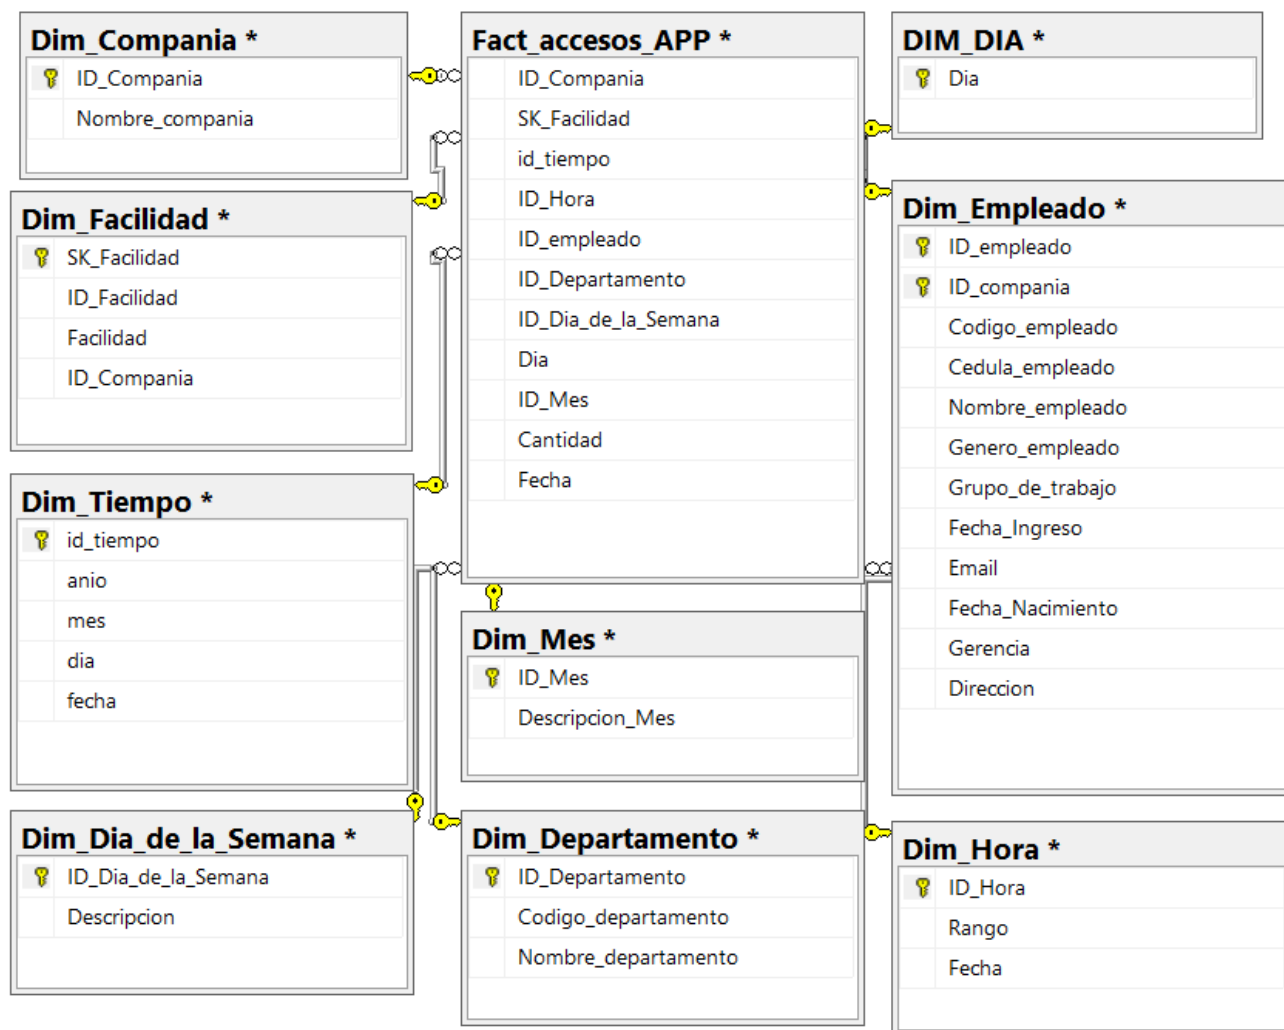 Dim_Compania *
ID_Compania
Nombre_compania
Dim_Facilidad *
SK_Facilidad
ID_Facilidad
Facilidad
ID_Compania
Dim_Tiempo *
id_tiempo
anio
mes
dia
fecha
Dim_Dia_de_la_Semana *
ID_Dia_de_la_Semana
Descripcion
Fact_accesos_APP *
ID_Compania
SK_Facilidad
id_tiempo
ID_Hora
ID_empleado
ID_Departamento
ID_Dia_de_la_Semana
Dia
ID_Mes
Cantidad
Fecha
Dim_Mes *
ID_Mes
Descripcion_Mes
Dim_Departamento *
ID_Departamento
Codigo_departamento
Nombre_departamento
DIM_DIA *
Dia
Dim_Empleado *
ID_empleado
ID_compania
Codigo_empleado
Cedula_empleado
Nombre_empleado
Genero_empleado
Grupo_de_trabajo
Fecha_Ingreso
Email
Fecha_Nacimiento
Gerencia
Direccion
Dim_Hora *
ID_Hora
Rango
Fecha